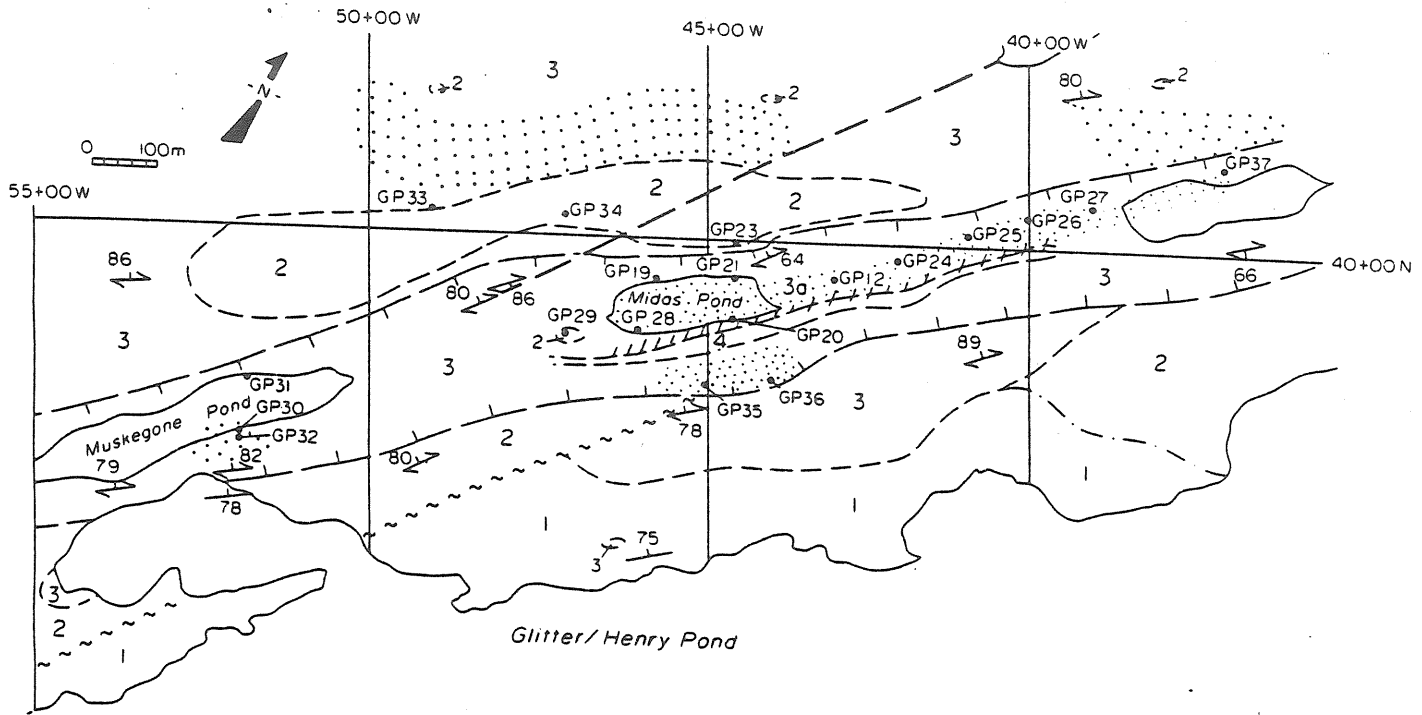 50+00 W
45+00 W
40+00 W
N
3
2
2
80
2
0 100m
3
55+00 W
GP37
GP33
2
GP34
2
GP27
GP26
GP23
GP25
86
2
64
GP24
40+00 N
GP19
GP21
80
86
3a
GP12
3
66
Midas Pond
GP29
GP28
GP20
3
2
4
89
3
2
GP31
GP35
GP36
3
GP30
Muskegone Pond
GP32
78
2
79
82
80
78
1
1
1
75
3
3
2
1
Glitter/Henry Pond